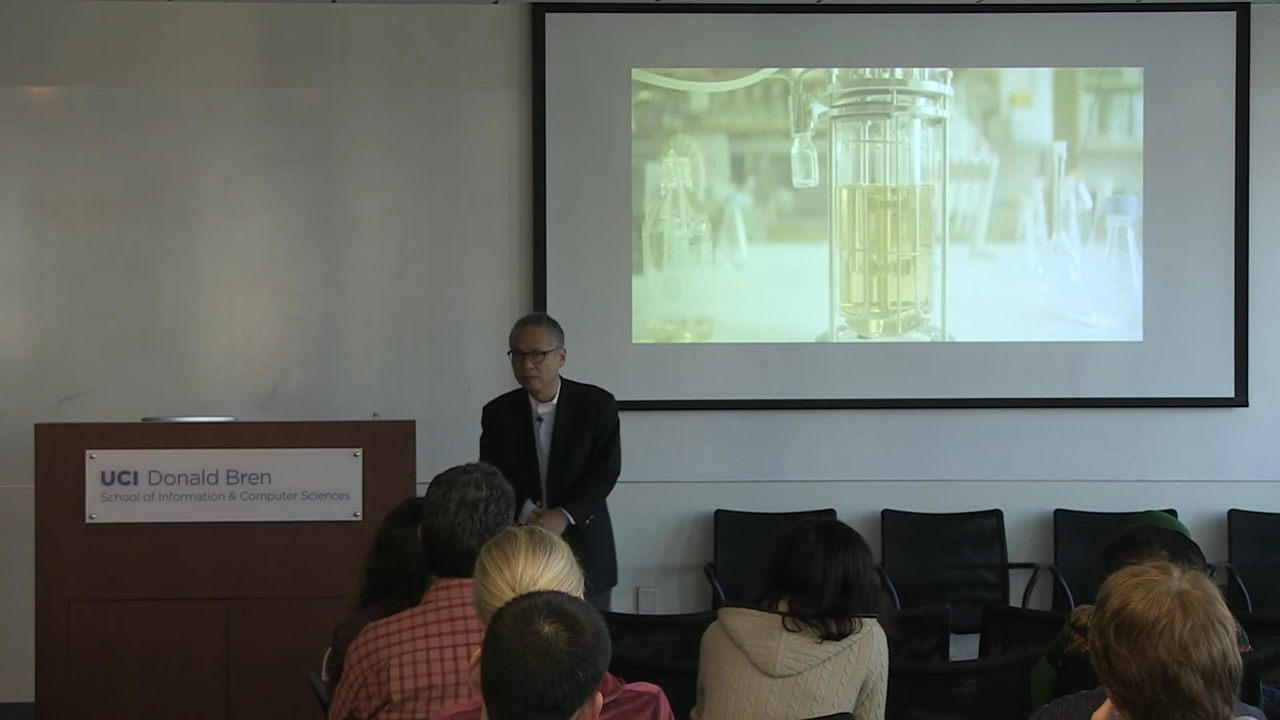 UCI Donald Bren
School of Information & Computer Sciences